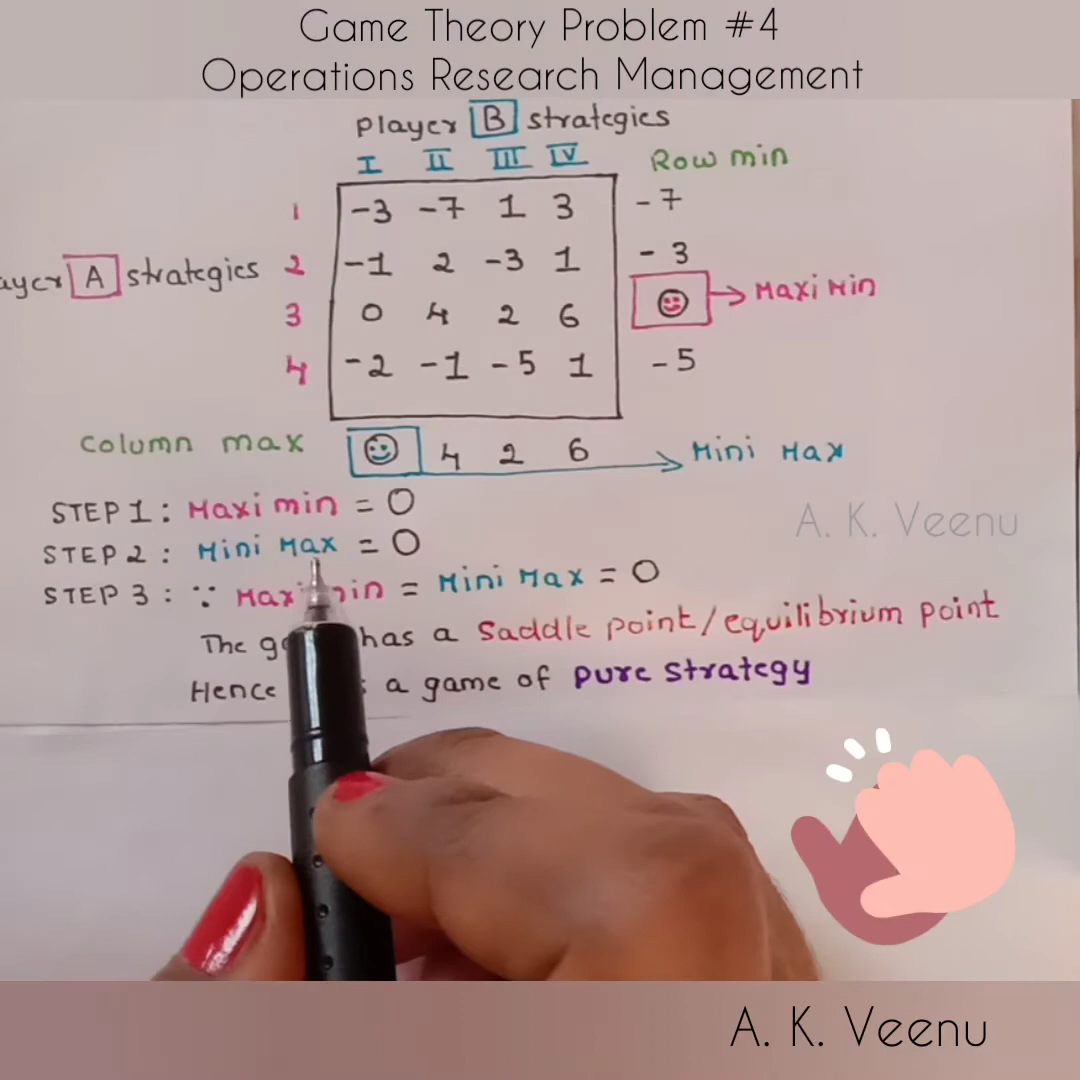 Game Theory Problem #4
Operations Research Management
Player B strategies
I II III IV Row min
1 -3 -7 1 3 -7
2 -1 2 -3 1 -3
A strategies
3 0 4 2 6 Maxi Min
4 -2 -1 -5 1 -5
Column max 4 2 6 Mini Max
STEP 1: Maxi min = 0
A. K. Veenu
STEP 2: Mini Max = 0
STEP 3: ∵ = Mini Max = 0
The has a Saddle point/equilibrium point
Hence a game of pure strategy
A. K. Veenu